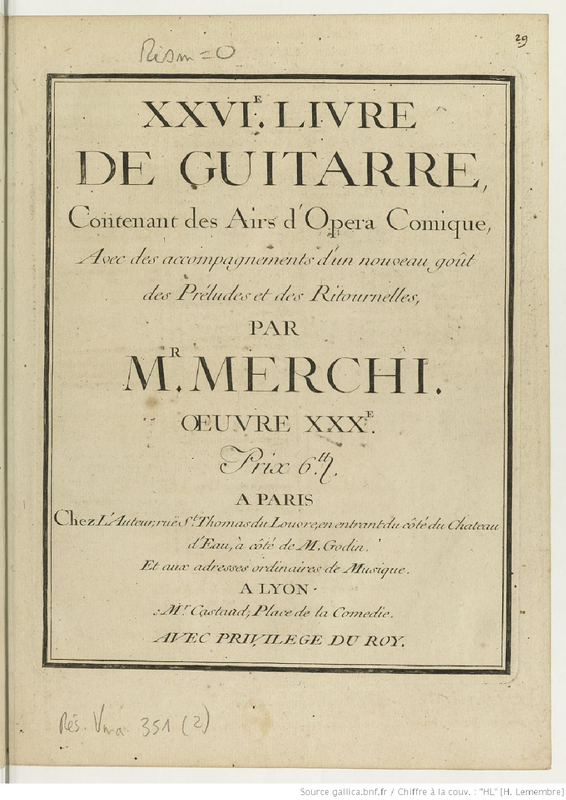 29
Rism = 0
XXVI.E LIVRE
DE GUITARRE,
Contenant des Airs d'Opera Comique,
Avec des accompagnements d'un nouveau goût
des Préludes et des Ritournelles,
PAR
M.R MERCHI.
ŒUVRE XXX.E
Prix 6.tt
A PARIS
Chez L'Auteur, ruë S.t Thomas du Louvre, en entrant du côté du Chateau
d'Eau, à côté de M. Godin.
Et aux adresses ordinaires de Musique.
A LYON
M.r Castaud, Place de la Comedie.
AVEC PRIVILEGE DU ROY.
Rés. Vma 351 (2)
Source gallica.bnf.fr / Chiffre à la couv. : "HL" [H. Lemembre]